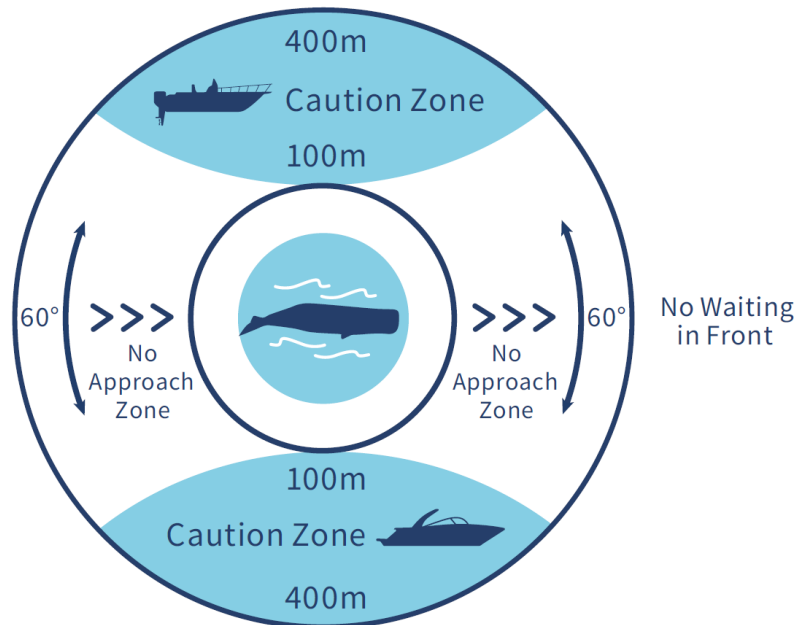 400m
Caution Zone
100m
60°
No
Approach
Zone
No
Approach
Zone
60°
No Waiting
in Front
100m
Caution Zone
400m